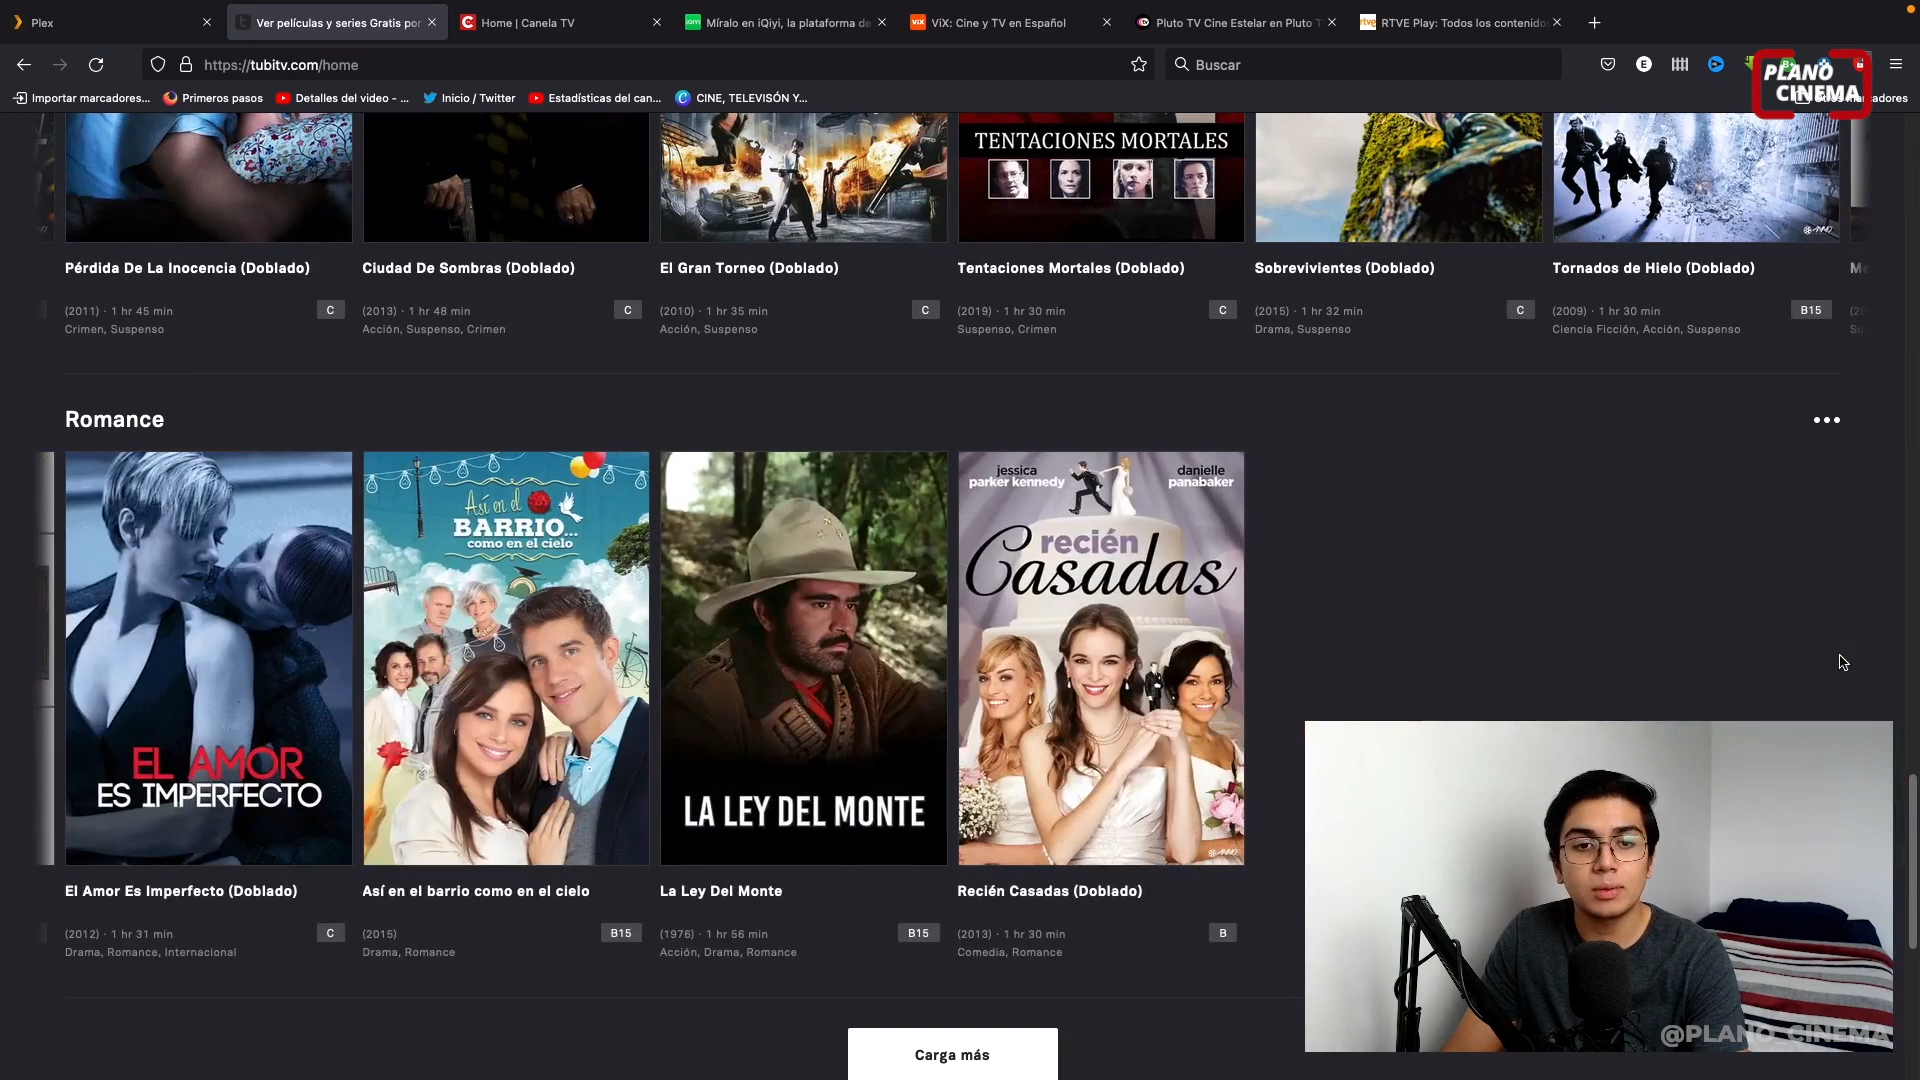 Plex
Ver películas y series Gratis por
Home | Canela TV
Míralo en iQiyi, la plataforma de
ViX: Cine y TV en Español
Pluto TV Cine Estelar en Pluto T
RTVE Play: Todos los contenidos
https://tubitv.com/home
Buscar
PLANO
CINEMA
Importar marcadores...
Primeros pasos
Detalles del video - ...
Inicio / Twitter
Estadísticas del can...
CINE, TELEVISÓN Y...
TENTACIONES MORTALES
Pérdida De La Inocencia (Doblado)
Ciudad De Sombras (Doblado)
El Gran Torneo (Doblado)
Tentaciones Mortales (Doblado)
Sobrevivientes (Doblado)
Tornados de Hielo (Doblado)
(2011) · 1 hr 45 min
C
(2013) · 1 hr 48 min
C
(2010) · 1 hr 35 min
C
(2019) · 1 hr 30 min
C
(2015) · 1 hr 32 min
C
(2009) · 1 hr 30 min
B15
Crimen, Suspenso
Acción, Suspenso, Crimen
Acción, Suspenso
Suspenso, Crimen
Drama, Suspenso
Ciencia Ficción, Acción, Suspenso
Romance
EL AMOR
ES IMPERFECTO
Así en el
BARRIO...
como en el cielo
LA LEY DEL MONTE
jessica
parker kennedy
danielle
panabaker
recién
Casadas
El Amor Es Imperfecto (Doblado)
Así en el barrio como en el cielo
La Ley Del Monte
Recién Casadas (Doblado)
(2012) · 1 hr 31 min
C
(2015)
B15
(1976) · 1 hr 56 min
B15
(2013) · 1 hr 30 min
B
Drama, Romance, Internacional
Drama, Romance
Acción, Drama, Romance
Comedia, Romance
Carga más
@PLANO_CINEMA